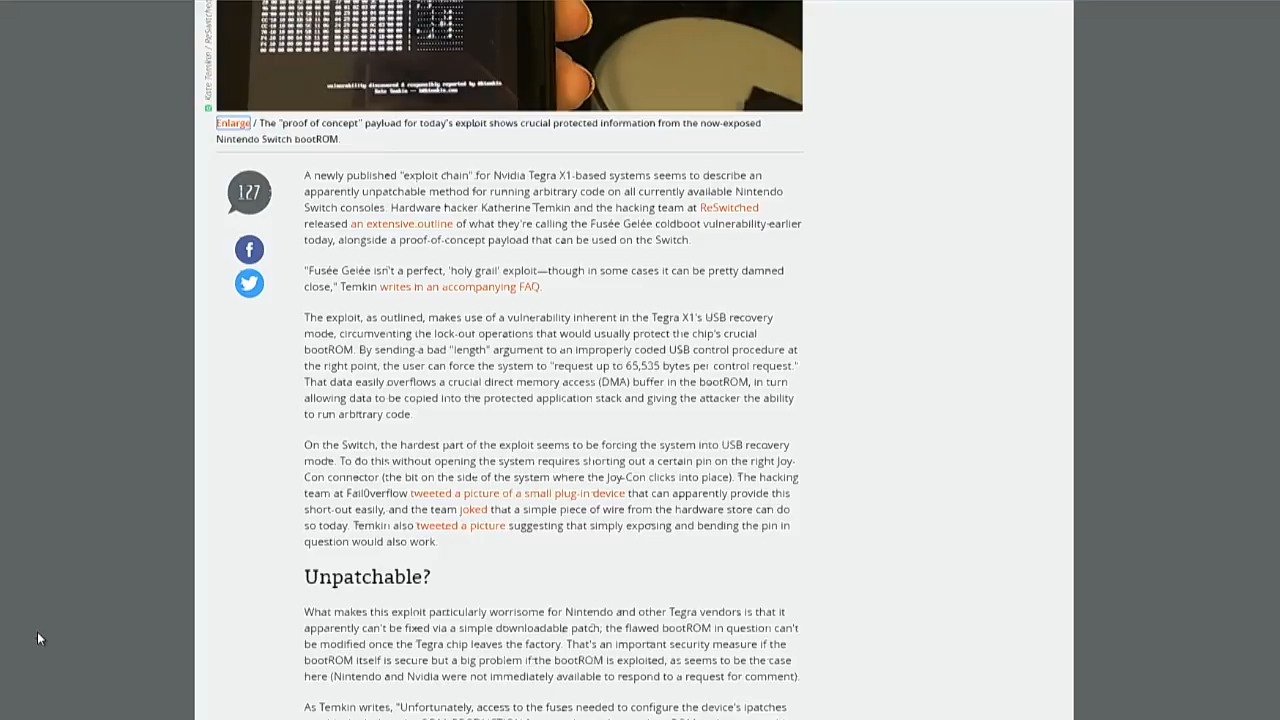 Kate Temkin / ReSwitched
vulnerability discovered & responsibly reported by
Enlarge / The "proof of concept" payload for today's exploit shows crucial protected information from the now-exposed
Nintendo Switch bootROM.
127
A newly published "exploit chain" for Nvidia Tegra X1-based systems seems to describe an
apparently unpatchable method for running arbitrary code on all currently available Nintendo
Switch consoles. Hardware hacker Katherine Temkin and the hacking team at ReSwitched
released an extensive outline of what they're calling the Fusée Gelée coldboot vulnerability earlier
today, alongside a proof-of-concept payload that can be used on the Switch.
"Fusée Gelée isn't a perfect, 'holy grail' exploit—though in some cases it can be pretty damned
close," Temkin writes in an accompanying FAQ.
The exploit, as outlined, makes use of a vulnerability inherent in the Tegra X1's USB recovery
mode, circumventing the lock-out operations that would usually protect the chip's crucial
bootROM. By sending a bad "length" argument to an improperly coded USB control procedure at
the right point, the user can force the system to "request up to 65,535 bytes per control request."
That data easily overflows a crucial direct memory access (DMA) buffer in the bootROM, in turn
allowing data to be copied into the protected application stack and giving the attacker the ability
to run arbitrary code.
On the Switch, the hardest part of the exploit seems to be forcing the system into USB recovery
mode. To do this without opening the system requires shorting out a certain pin on the right Joy-
Con connector (the bit on the side of the system where the Joy-Con clicks into place). The hacking
team at Fail0verflow tweeted a picture of a small plug-in device that can apparently provide this
short-out easily, and the team joked that a simple piece of wire from the hardware store can do
so today. Temkin also tweeted a picture suggesting that simply exposing and bending the pin in
question would also work.
Unpatchable?
What makes this exploit particularly worrisome for Nintendo and other Tegra vendors is that it
apparently can't be fixed via a simple downloadable patch; the flawed bootROM in question can't
be modified once the Tegra chip leaves the factory. That's an important security measure if the
bootROM itself is secure but a big problem if the bootROM is exploited, as seems to be the case
here (Nintendo and Nvidia were not immediately available to respond to a request for comment).
As Temkin writes, "Unfortunately, access to the fuses needed to configure the device's ipatches